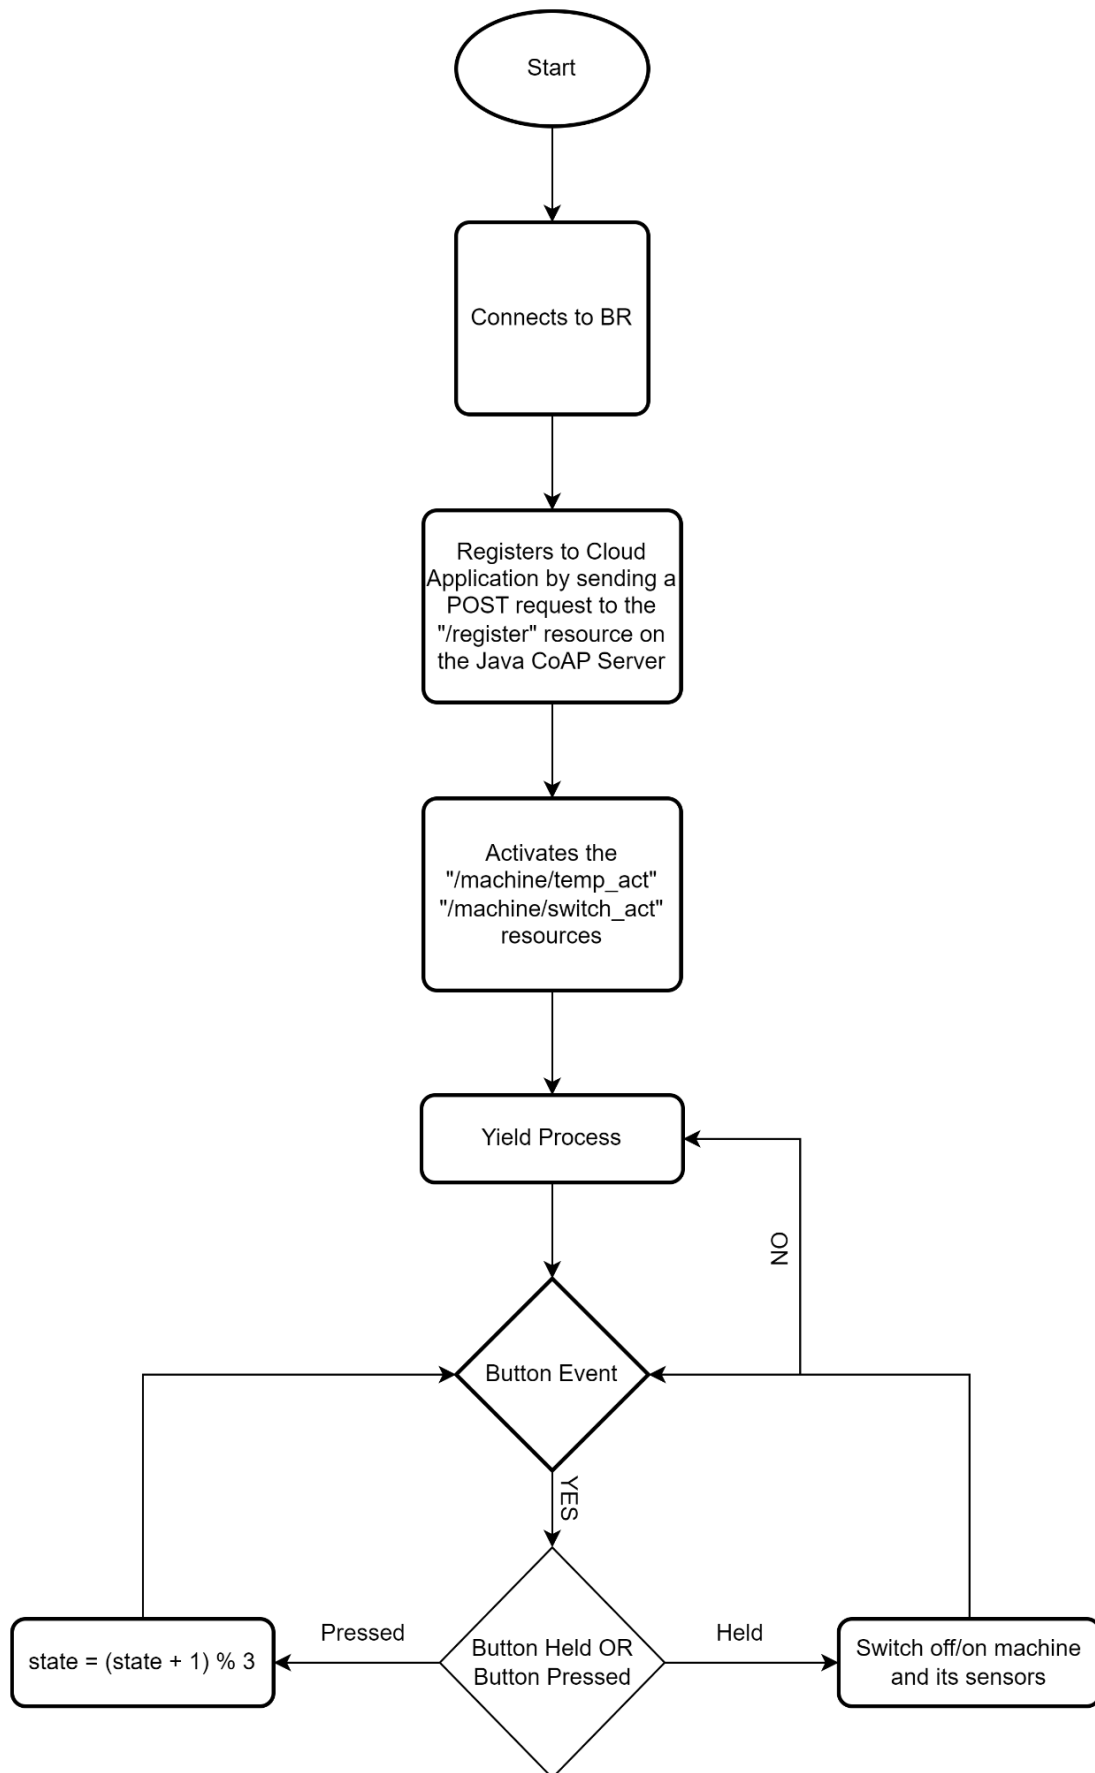 Start
Connects to BR
Registers to Cloud
Application by sending a
POST request to the
"/register" resource on
the Java CoAP Server
Activates the
"/machine/temp_act"
"/machine/switch_act"
resources
Yield Process
ON
Button Event
YES
Pressed
Button Held OR
Button Pressed
Held
state = (state + 1) % 3
Switch off/on machine
and its sensors